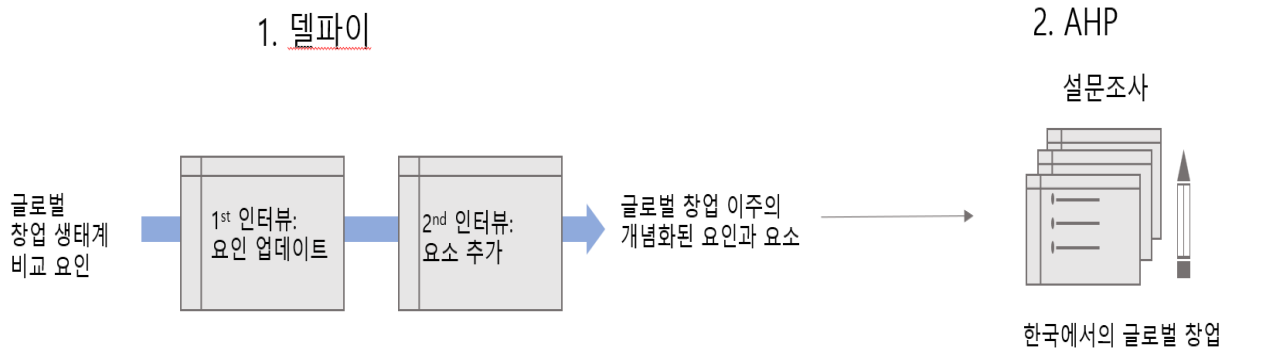 1. 델파이
2. AHP
설문조사
글로벌
창업 생태계
비교 요인
1st 인터뷰:
요인 업데이트
2nd 인터뷰:
요소 추가
글로벌 창업 이주의
개념화된 요인과 요소
한국에서의 글로벌 창업